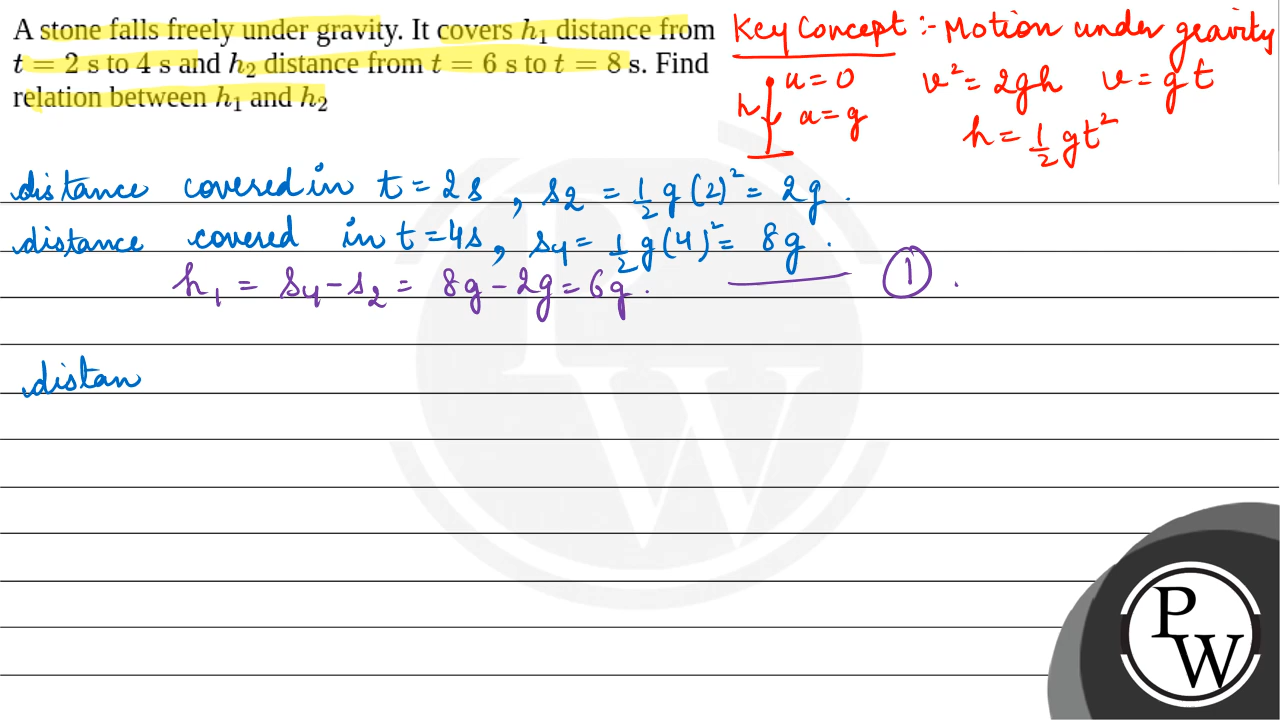 A stone falls freely under gravity. It covers h₁ distance from
t = 2 s to 4 s and h₂ distance from t = 6 s to t = 8 s. Find
relation between h₁ and h₂
Key Concept :- Motion under gravity
h u = 0 v² = 2gh v = gt
a = g h = 1/2 gt²
distance covered in t = 2s , s₂ = 1/2 g(2)² = 2g .
distance covered in t = 4s, s₄ = 1/2 g(4)² = 8g .
h₁ = s₄ - s₂ = 8g - 2g = 6g . ——— ① .
distan
PW
PW